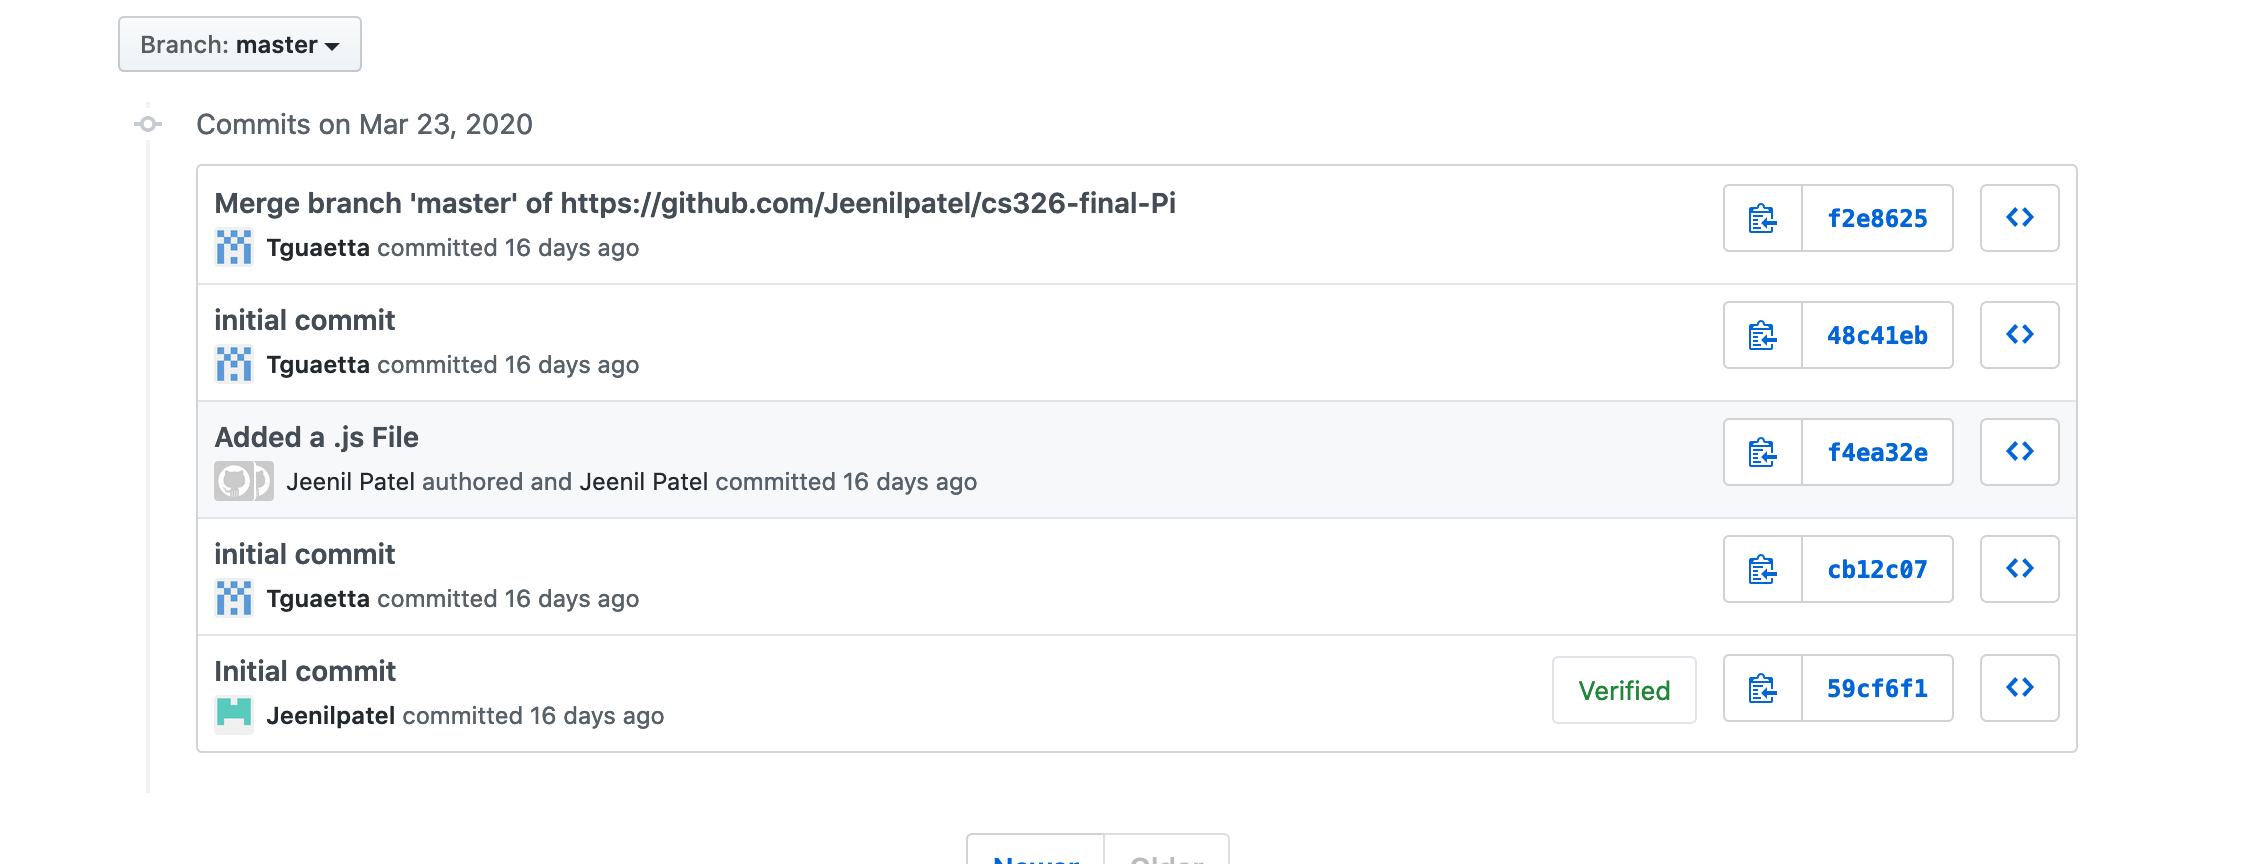 Branch: master
Commits on Mar 23, 2020
Merge branch 'master' of https://github.com/Jeenilpatel/cs326-final-Pi
Tguaetta committed 16 days ago
f2e8625
initial commit
Tguaetta committed 16 days ago
48c41eb
Added a .js File
Jeenil Patel authored and Jeenil Patel committed 16 days ago
f4ea32e
initial commit
Tguaetta committed 16 days ago
cb12c07
Initial commit
Jeenilpatel committed 16 days ago
Verified
59cf6f1
Newer
Older